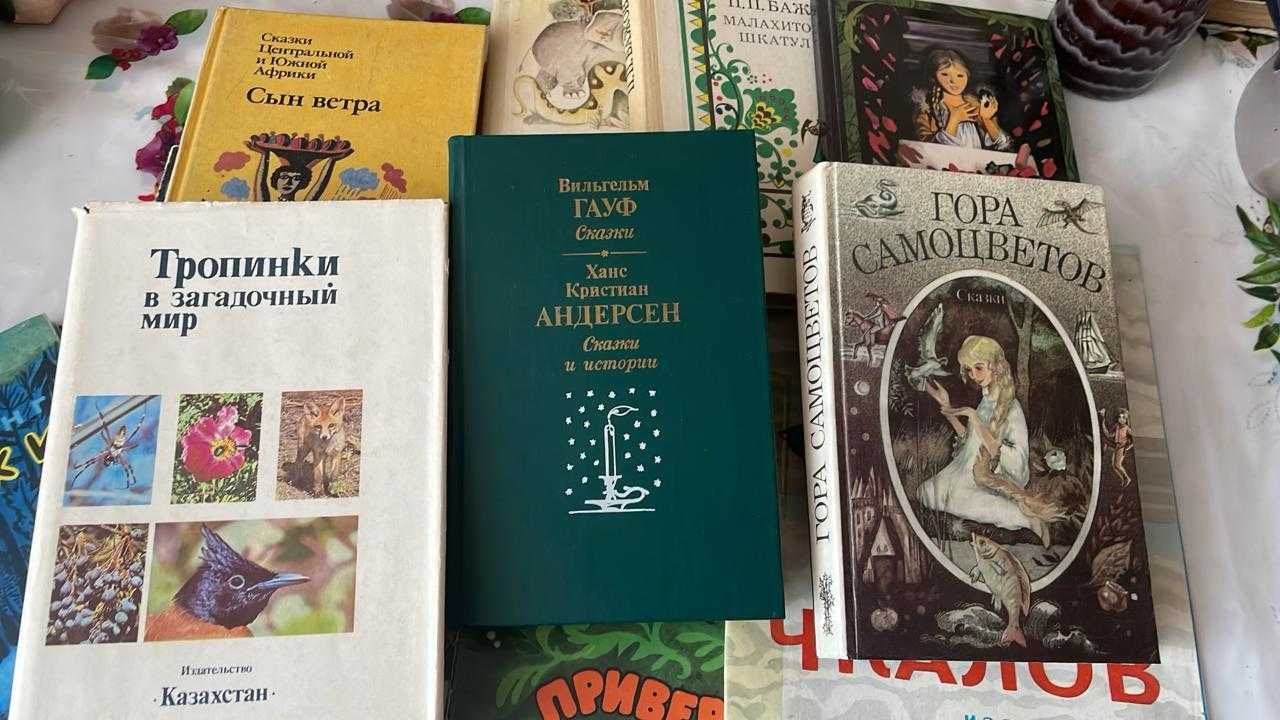 Сказки
Центральной
и Южной
Африки
Сын ветра
П.П. БАЖ
МАЛАХИТО
ШКАТУЛ
Тропинки
в загадочный
мир
Издательство
·Казахстан·
Вильгельм
ГАУФ
Сказки
Ханс
Кристиан
АНДЕРСЕН
Сказки
и истории
ГОРА САМОЦВЕТОВ
ГОРА
САМОЦВЕТОВ
Сказки
ПРИВЕР
ЧКАЛОВ